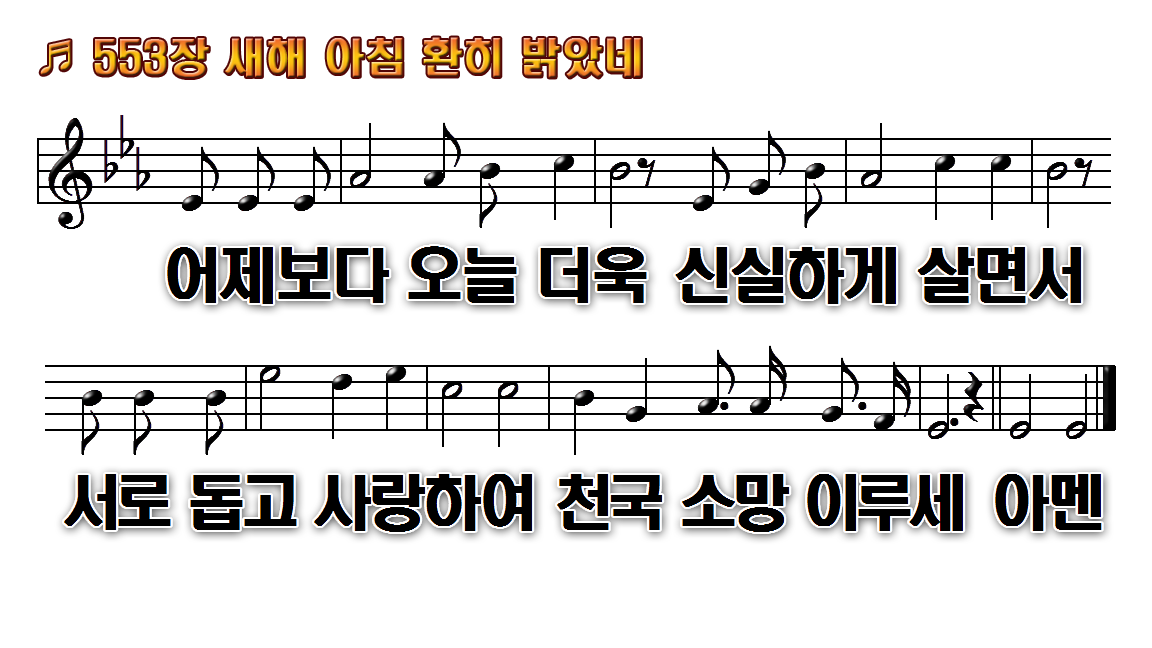 ♬ 553장 새해 아침 환히 밝았네
어제보다 오늘 더욱 신실하게 살면서
서로 돕고 사랑하여 천국 소망 이루세 아멘